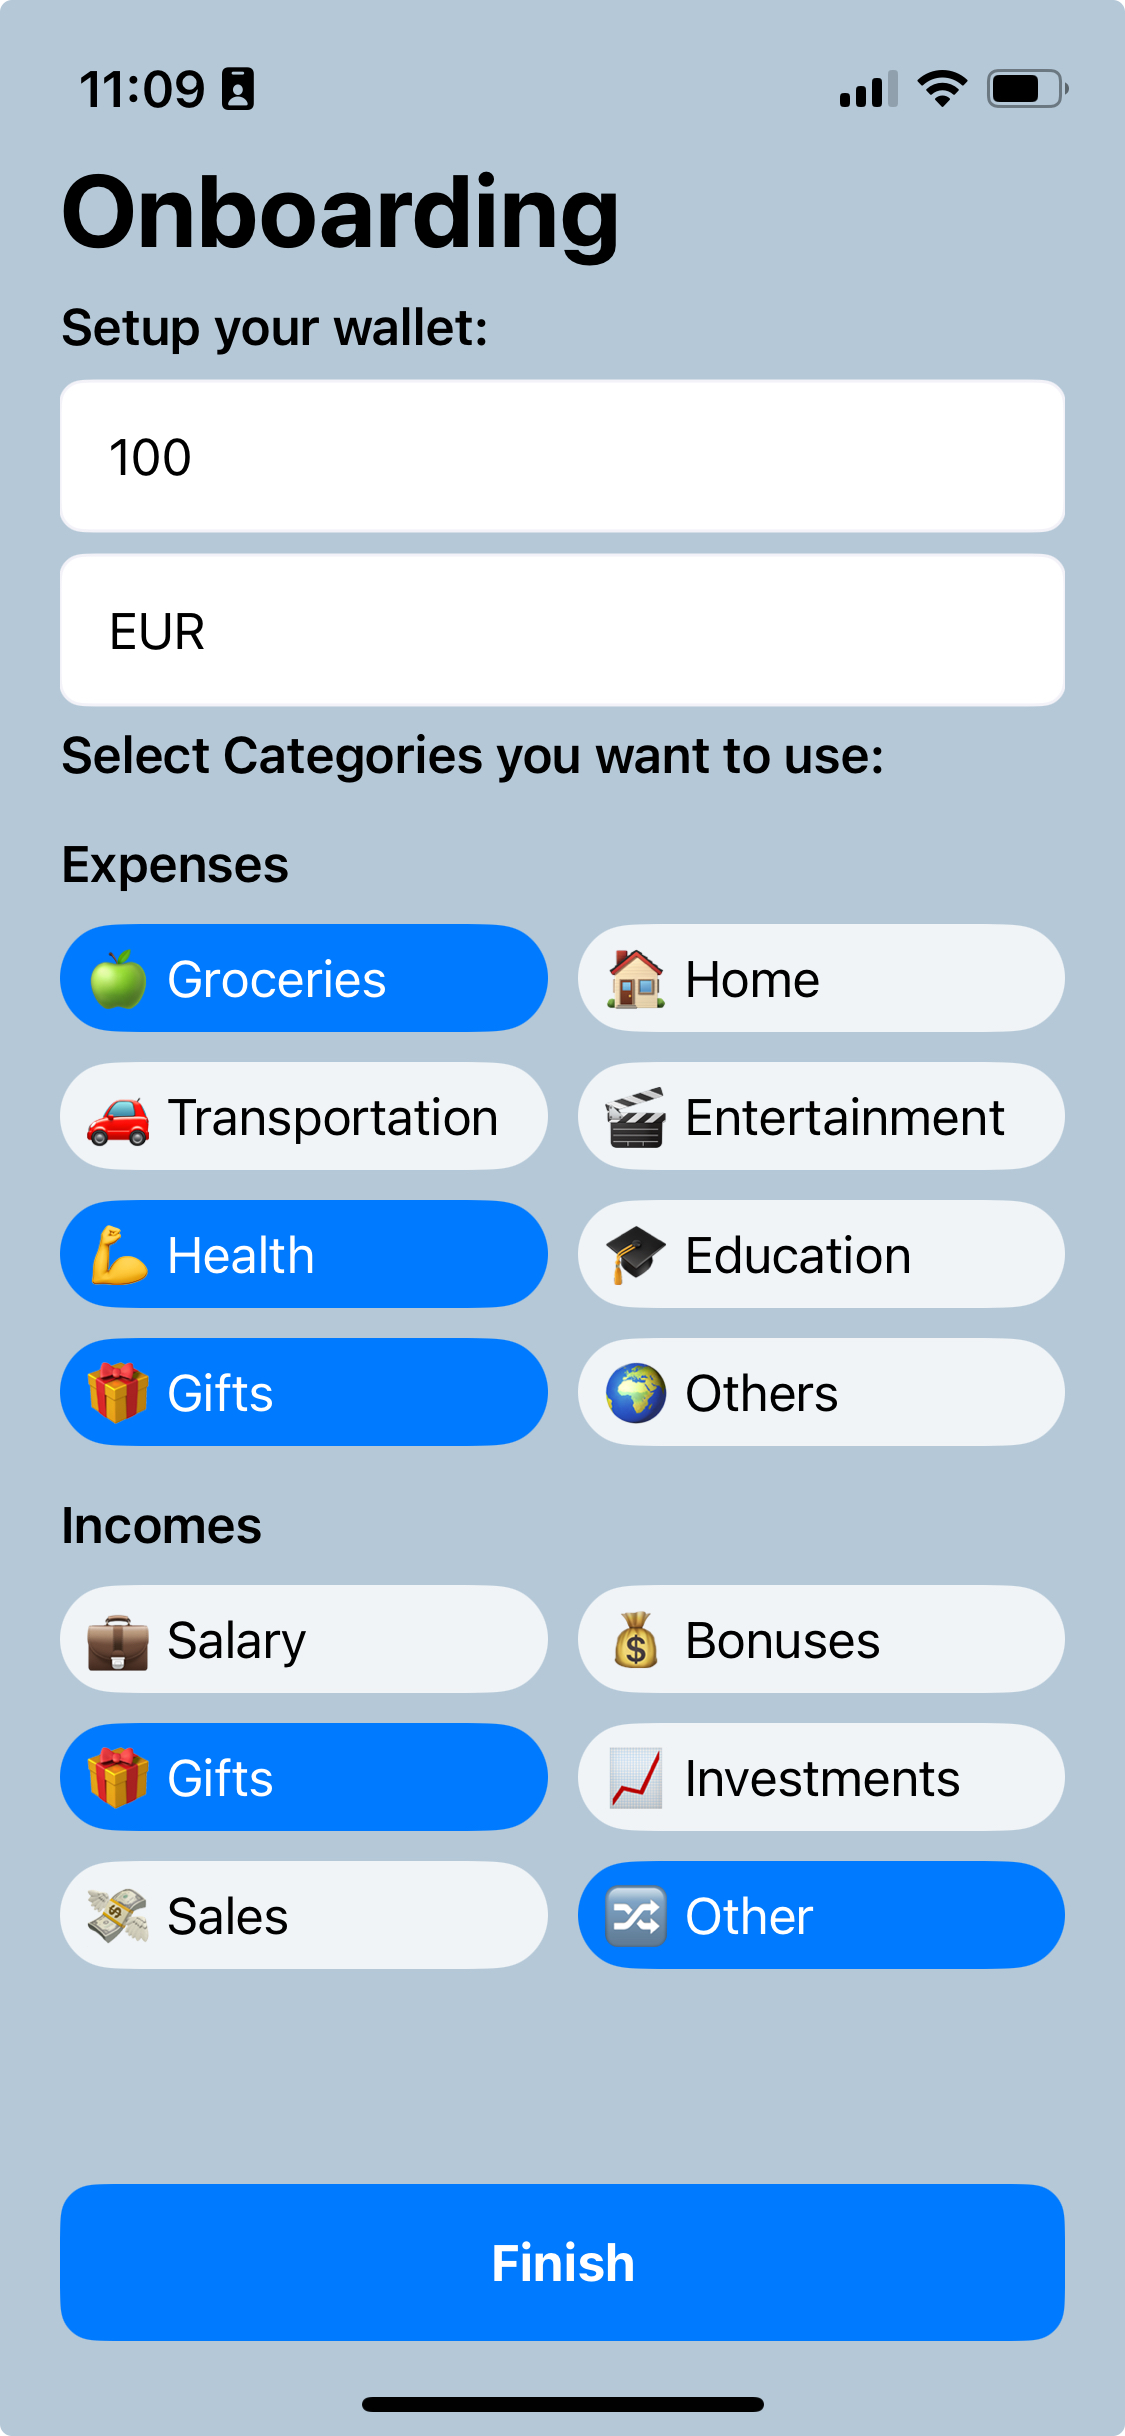 11:09
Onboarding
Setup your wallet:
100
EUR
Select Categories you want to use:
Expenses
🍏 Groceries
🏠 Home
🚗 Transportation
🎬 Entertainment
💪 Health
🎓 Education
🎁 Gifts
🌍 Others
Incomes
💼 Salary
💰 Bonuses
🎁 Gifts
📈 Investments
💸 Sales
🔀 Other
Finish